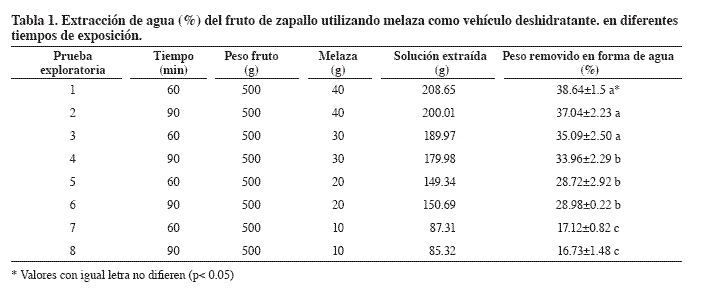 Tabla 1. Extracción de agua (%) del fruto de zapallo utilizando melaza como vehículo deshidratante. en diferentes
tiempos de exposición.
Prueba exploratoria Tiempo (min) Peso fruto (g) Melaza (g) Solución extraída (g) Peso removido en forma de agua (%)
1 60 500 40 208.65 38.64±1.5 a*
2 90 500 40 200.01 37.04±2.23 a
3 60 500 30 189.97 35.09±2.50 a
4 90 500 30 179.98 33.96±2.29 b
5 60 500 20 149.34 28.72±2.92 b
6 90 500 20 150.69 28.98±0.22 b
7 60 500 10 87.31 17.12±0.82 c
8 90 500 10 85.32 16.73±1.48 c
* Valores con igual letra no difieren (p< 0.05)